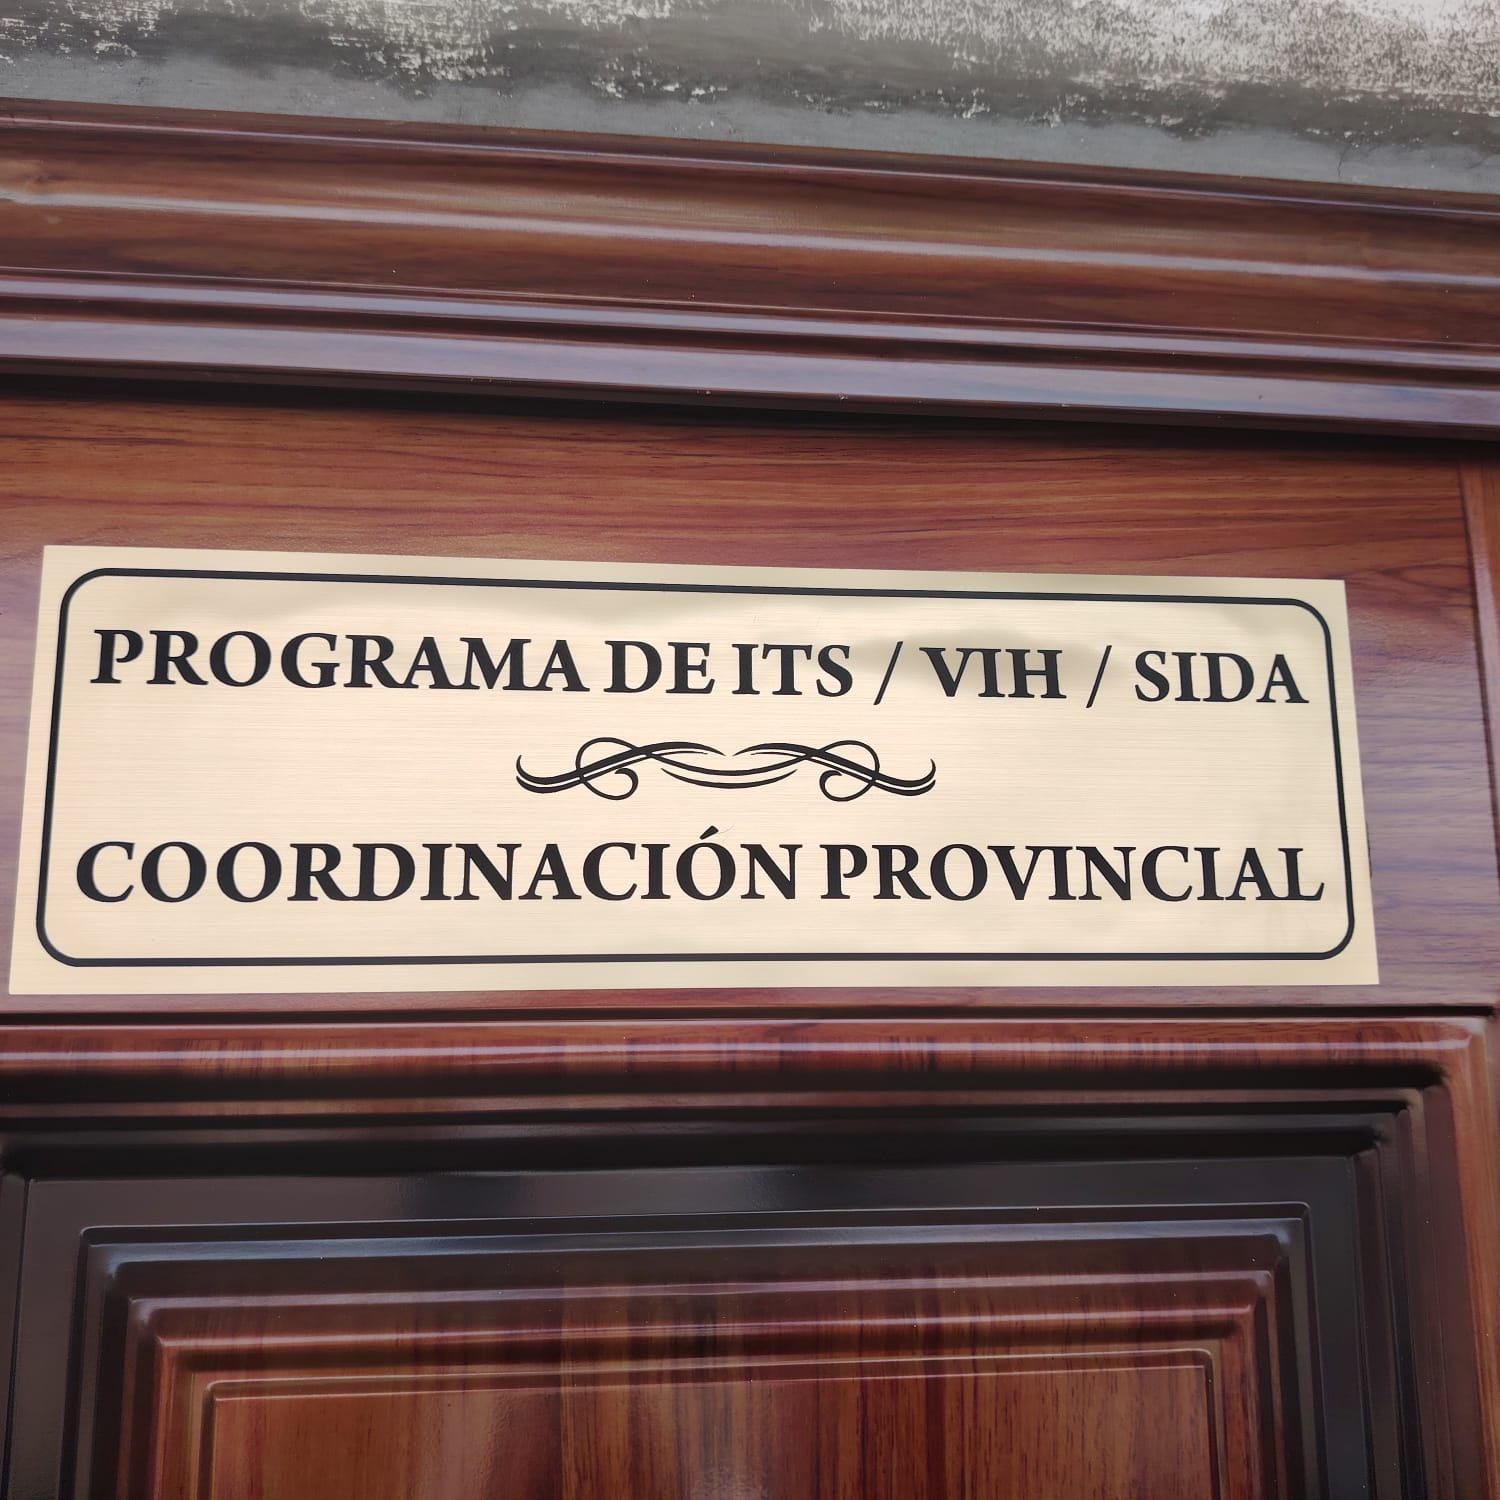 PROGRAMA DE ITS / VIH / SIDA
COORDINACIÓN PROVINCIAL